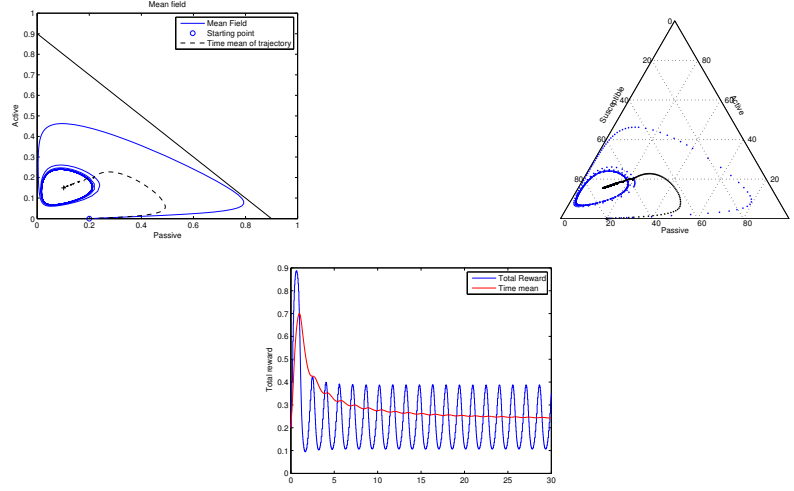 Mean field
1
0.9
0.8
0.7
0.6
0.5
0.4
0.3
0.2
0.1
0
Active
0 0.2 0.4 0.6 0.8 1
Passive
Mean Field
Starting point
Time mean of trajectory
0
20 80
40 60
60 40
80 20
0 20 40 60 80
Susceptible
Active
Passive
0.9
0.8
0.7
0.6
0.5
0.4
0.3
0.2
0.1
0
Total reward
0 5 10 15 20 25 30
Total Reward
Time mean